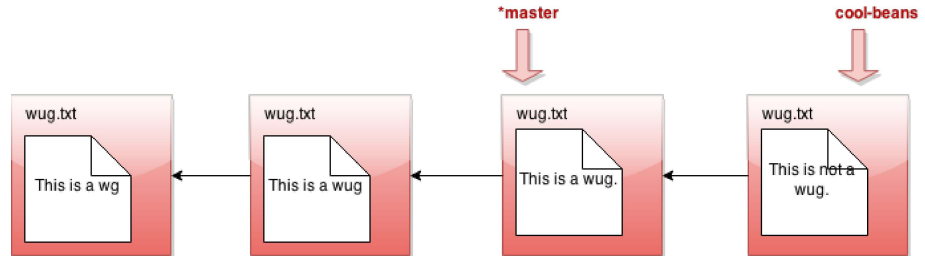 *master
cool-beans
wug.txt
This is a wg
wug.txt
This is a wug
wug.txt
This is a wug.
wug.txt
This is not a
wug.